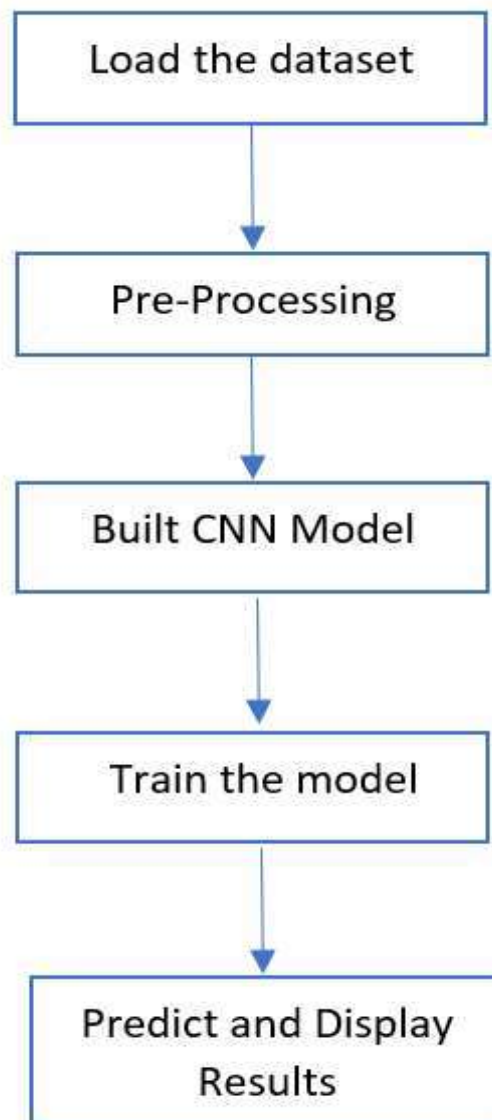 Load the dataset
Pre-Processing
Built CNN Model
Train the model
Predict and Display
Results